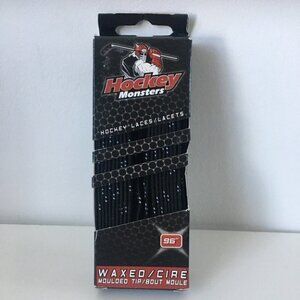 Hockey
Monsters
HOCKEY LACES/LACETS
96"
WAXED/CIRE
MOULDED TIP/BOUT MOULE